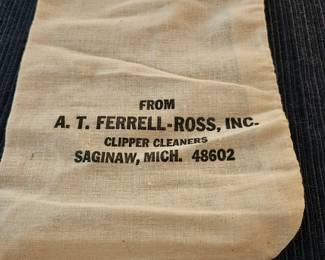 FROM
A. T. FERRELL-ROSS, INC.
CLIPPER CLEANERS
SAGINAW, MICH. 48602